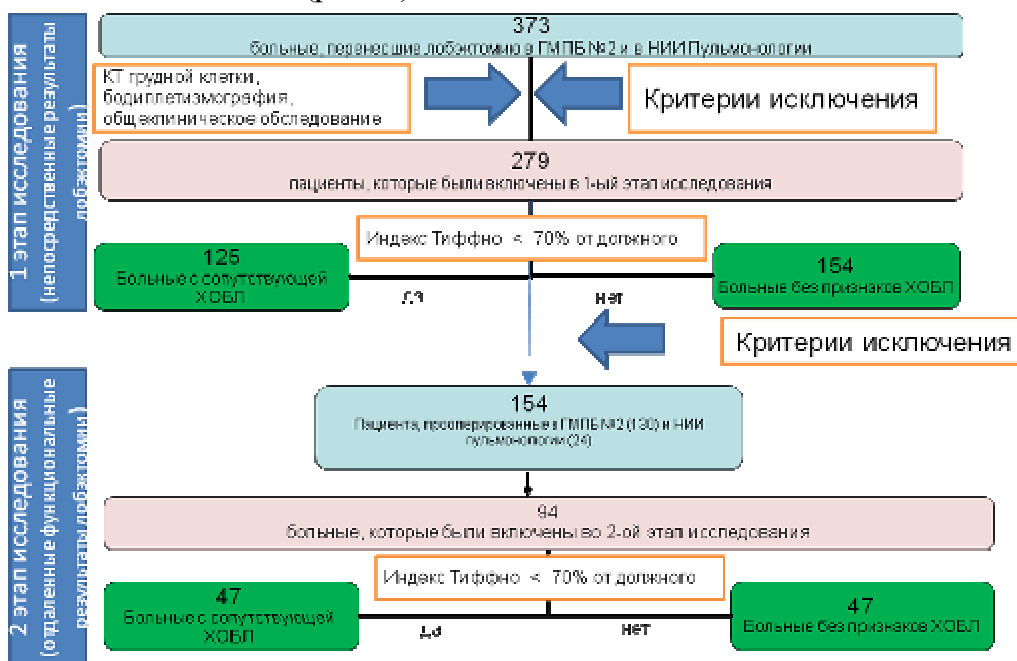 373
больные, перенесшие лобэктомию в ГМПБ №2 и в НИИ Пульмонологии
1 этап исследования
(непосредственные результаты
лобэктомии)
КТ грудной клетки,
бодиплетизмография,
общеклиническое обследование
Критерии исключения
279
пациенты, которые были включены в 1-ый этап исследования
Индекс Тиффно < 70% от должного
125
Больные с сопутствующей
ХОБЛ
да
нет
154
Больные без признаков ХОБЛ
Критерии исключения
2 этап исследования
(отдаленные функциональные
результаты лобэктомии)
154
Пациента, прооперированные в ГМПБ №2 (130) и НИИ
пульмонологии (24)
94
больные, которые были включены во 2-ой этап исследования
Индекс Тиффно < 70% от должного
47
Больные с сопутствующей
ХОБЛ
да
нет
47
Больные без признаков ХОБЛ